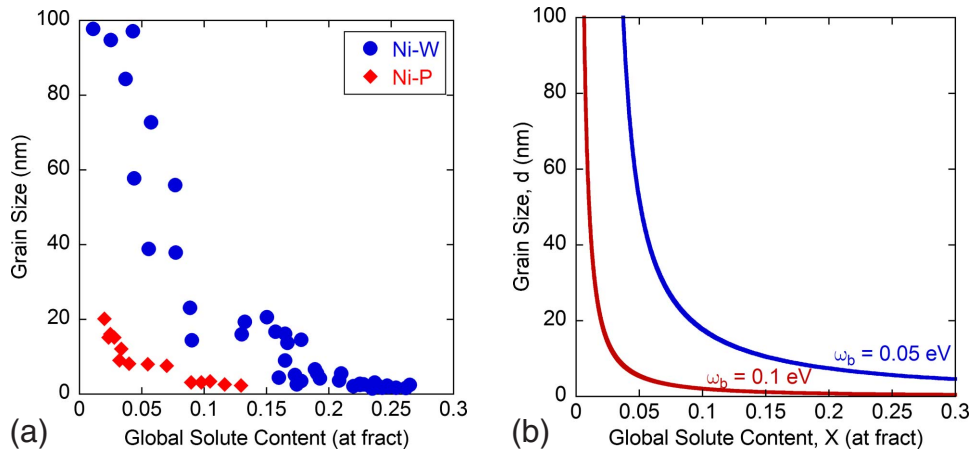 100
80
60
40
20
0
Grain Size (nm)
Ni-W
Ni-P
0
0.05
0.1
0.15
0.2
0.25
0.3
Global Solute Content (at fract)
(a)
100
80
60
40
20
0
Grain Size, d (nm)
ω_b = 0.05 eV
ω_b = 0.1 eV
0
0.05
0.1
0.15
0.2
0.25
0.3
Global Solute Content, X (at fract)
(b)